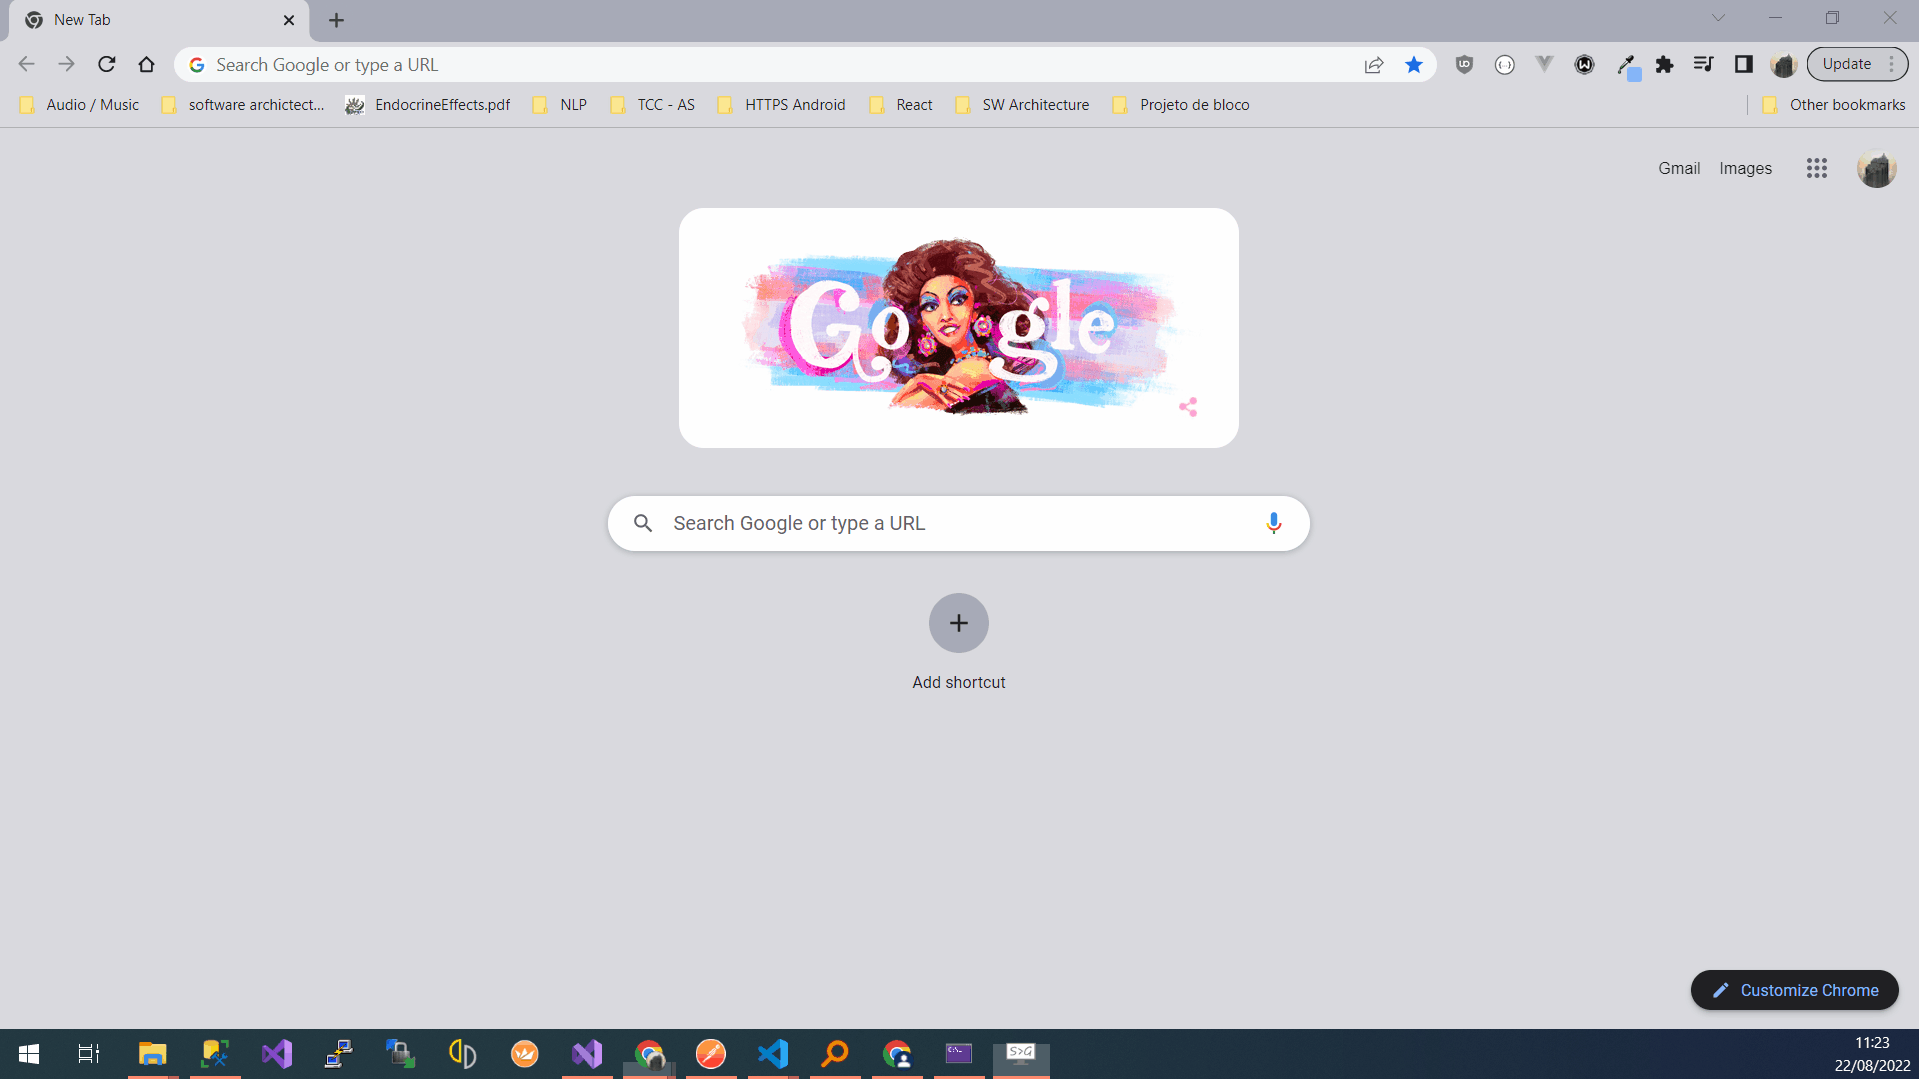 New Tab
Search Google or type a URL
Update
Audio / Music
software archictect...
EndocrineEffects.pdf
NLP
TCC - AS
HTTPS Android
React
SW Architecture
Projeto de bloco
Other bookmarks
Gmail
Images
Google
Search Google or type a URL
Add shortcut
Customize Chrome
S>G
11:23
22/08/2022